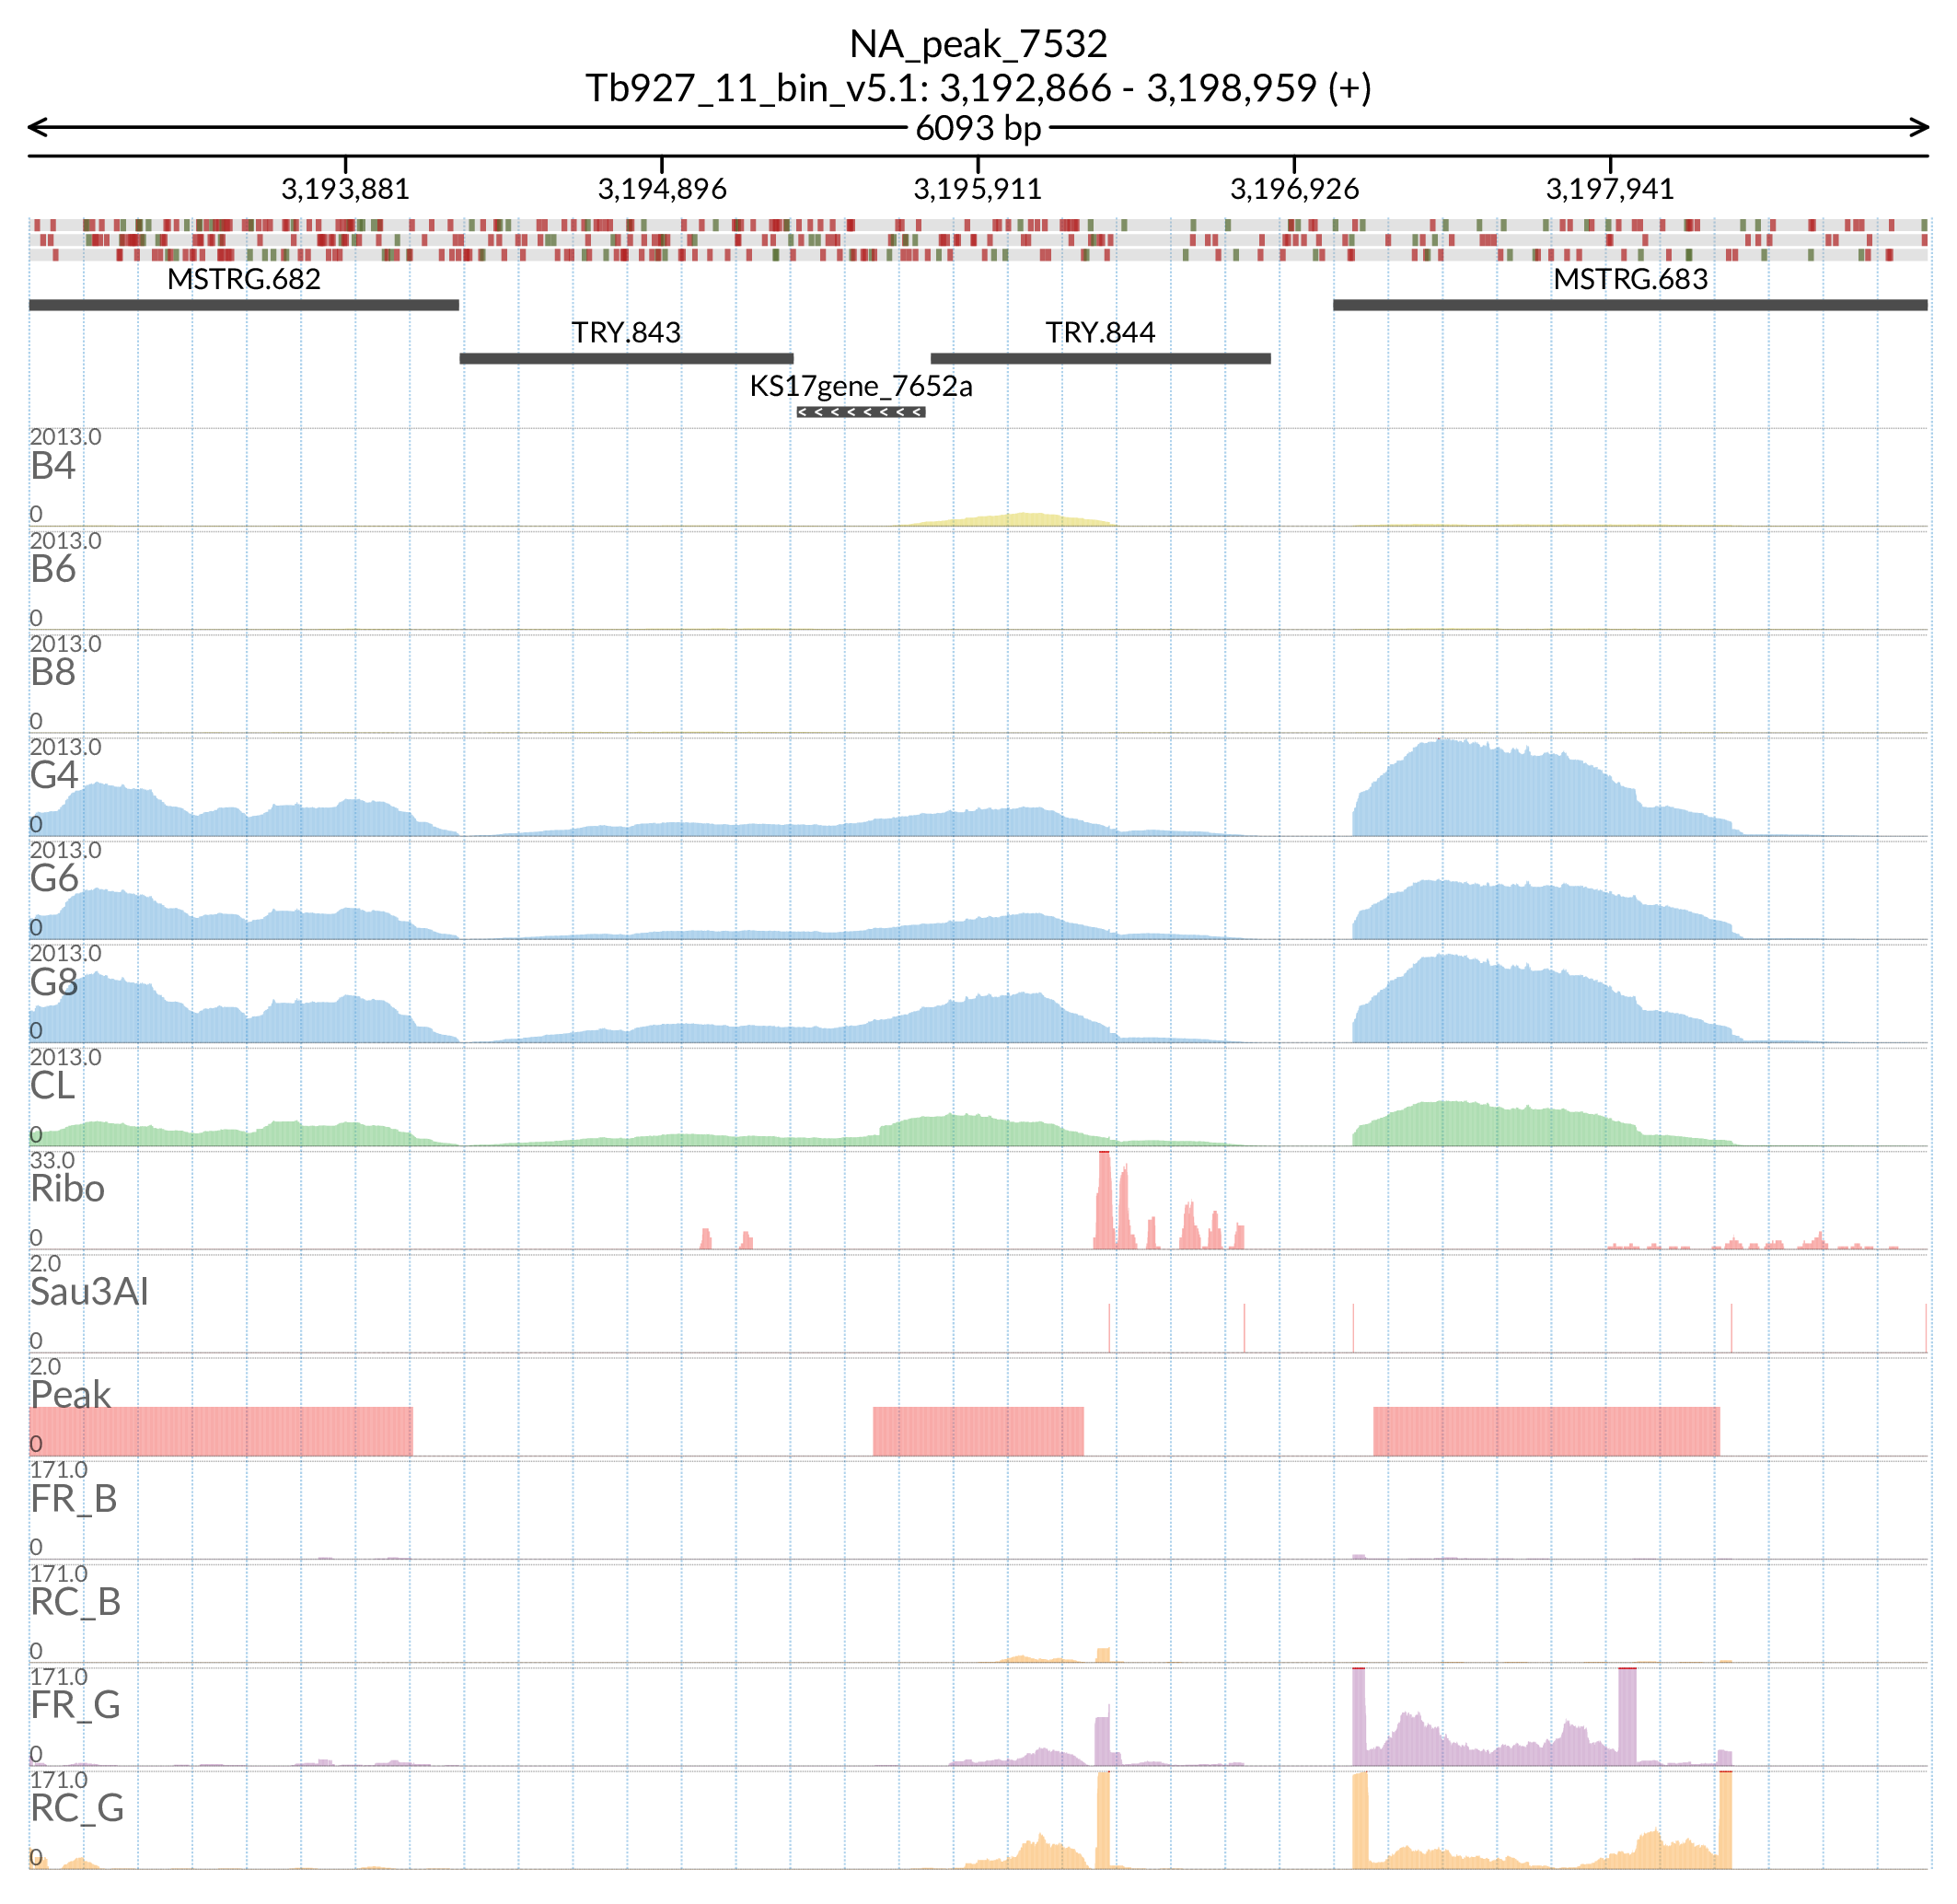 NA_peak_7532
Tb927_11_bin_v5.1: 3,192,866 - 3,198,959 (+)
6093 bp
3,193,881 3,194,896 3,195,911 3,196,926 3,197,941
MSTRG.682 MSTRG.683
TRY.843 TRY.844
KS17gene_7652a
< < < < < < < <
2013.0
B4
0
2013.0
B6
0
2013.0
B8
0
2013.0
G4
0
2013.0
G6
0
2013.0
G8
0
2013.0
CL
0
33.0
Ribo
0
2.0
Sau3AI
0
2.0
Peak
0
171.0
FR_B
0
171.0
RC_B
0
171.0
FR_G
0
171.0
RC_G
0